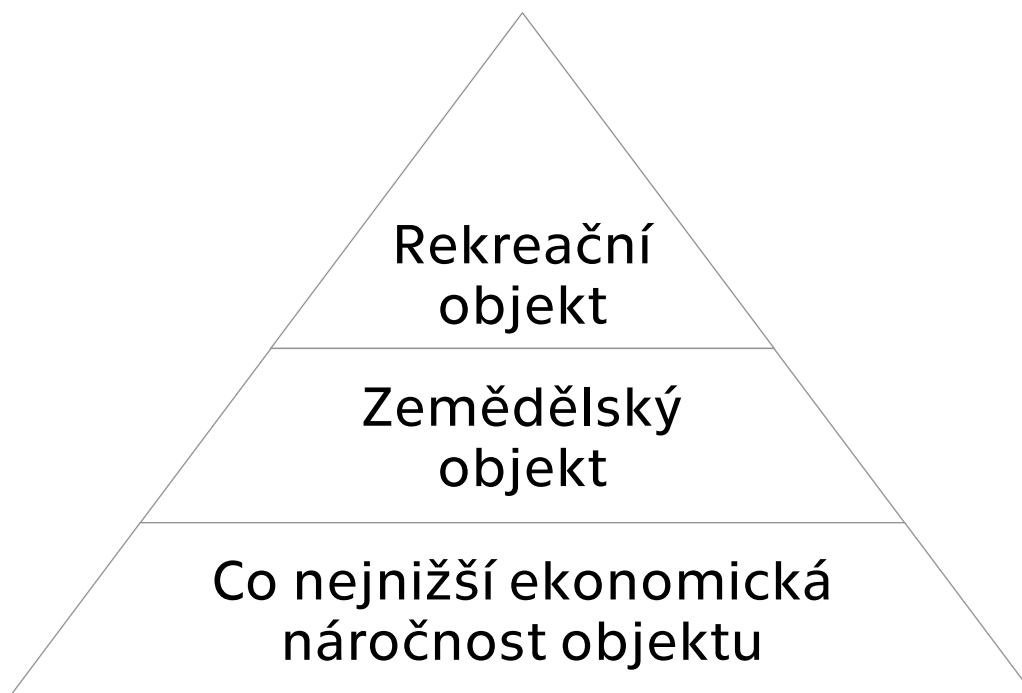 Rekreační
objekt
Zemědělský
objekt
Co nejnižší ekonomická
náročnost objektu